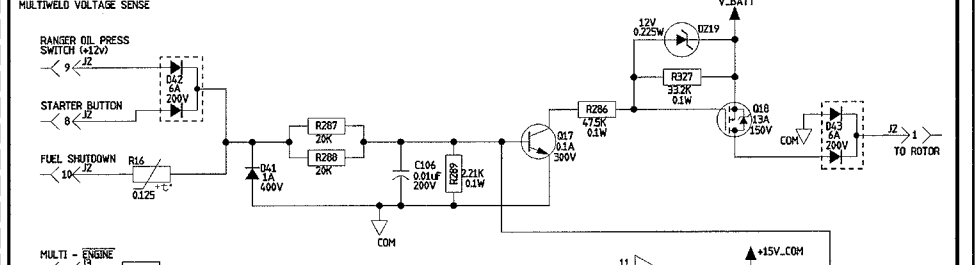 MULTIWELD VOLTAGE SENSE
V_BATT
RANGER OIL PRESS
SWITCH (+12v)
9 J2
D42
6A
200V
STARTER BUTTON
8 J2
FUEL SHUTDOWN
10 J2
R16
0.125
+t°
D41
1A
400V
R287
20K
R288
20K
C106
0.01uF
200V
R289
2.21K
0.1W
COM
Q17
0.1A
300V
R286
47.5K
0.1W
12V
0.225W
DZ19
R327
33.2K
0.1W
Q18
13A
150V
COM
D43
6A
200V
J2 1
TO ROTOR
MULTI - ENGINE
+15V_COM
11